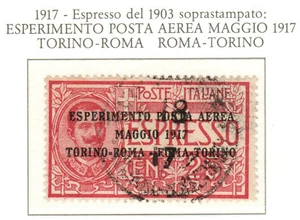 1917 - Espresso del 1903 soprastampato:
ESPERIMENTO POSTA AEREA MAGGIO 1917
TORINO-ROMA ROMA-TORINO
POSTE ITALIANE
ESPERIMENTO POSTA AEREA
MAGGIO 1917
TORINO-ROMA · ROMA-TORINO